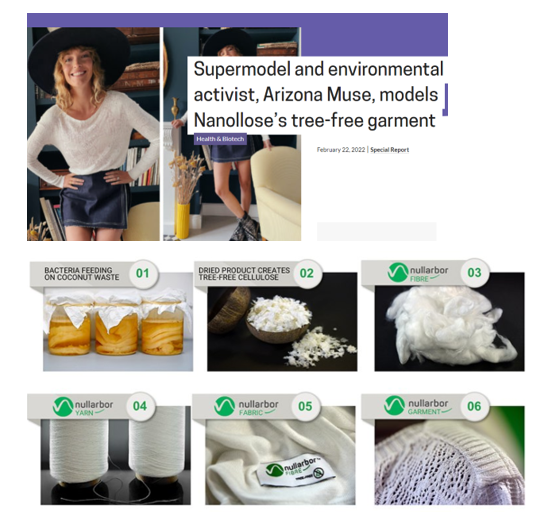 Supermodel and environmental
activist, Arizona Muse, models
Nanollose's tree-free garment
Health & Biotech
February 22, 2022 | Special Report
BACTERIA FEEDING
ON COCONUT WASTE
01
DRIED PRODUCT CREATES
TREE-FREE CELLULOSE
02
nullarbor
FIBRE
03
nullarbor
YARN
04
nullarbor
FABRIC
05
nullarbor
FIBRE
nullarbor
GARMENT
06